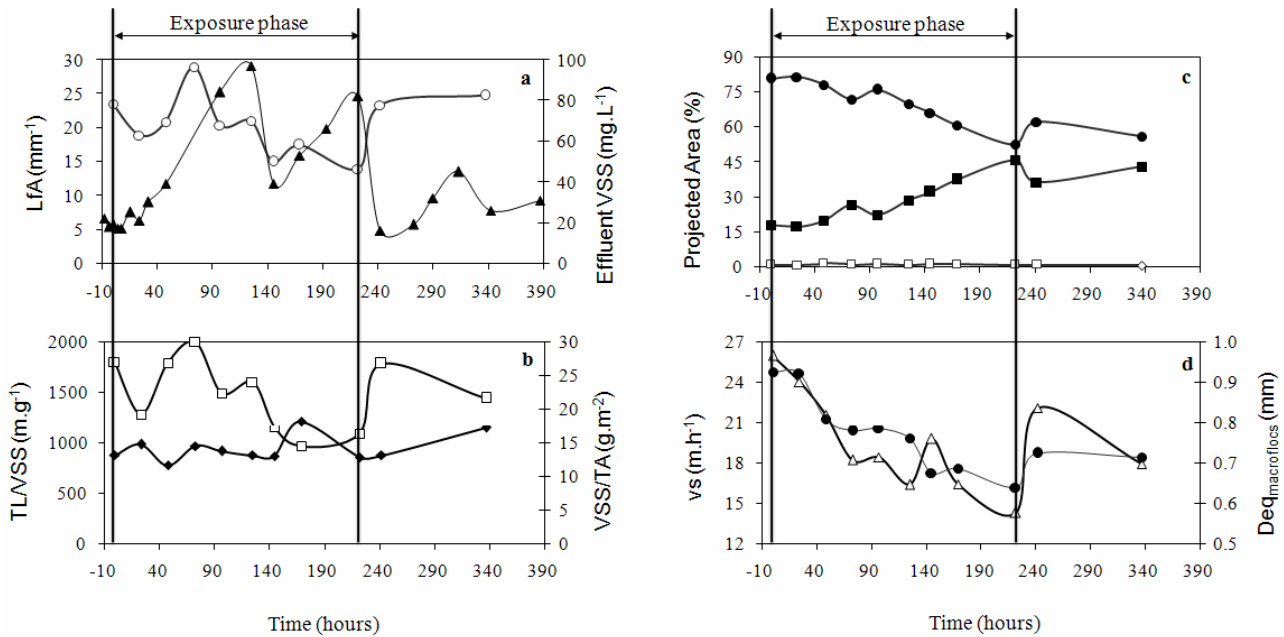 Exposure phase
a
30
25
20
15
10
5
0
LfA (mm⁻¹)
100
80
60
40
20
0
Effluent VSS (mg.L⁻¹)
-10 40 90 140 190 240 290 340 390
b
2000
1500
1000
500
0
TL/VSS (m.g⁻¹)
30
25
20
15
10
5
0
VSS/TA (g.m⁻²)
-10 40 90 140 190 240 290 340 390
Time (hours)
Exposure phase
c
90
75
60
45
30
15
0
Projected Area (%)
-10 40 90 140 190 240 290 340 390
d
27
24
21
18
15
12
vs (m.h⁻¹)
1.0
0.9
0.8
0.7
0.6
0.5
Deq macroflocs (mm)
-10 40 90 140 190 240 290 340 390
Time (hours)